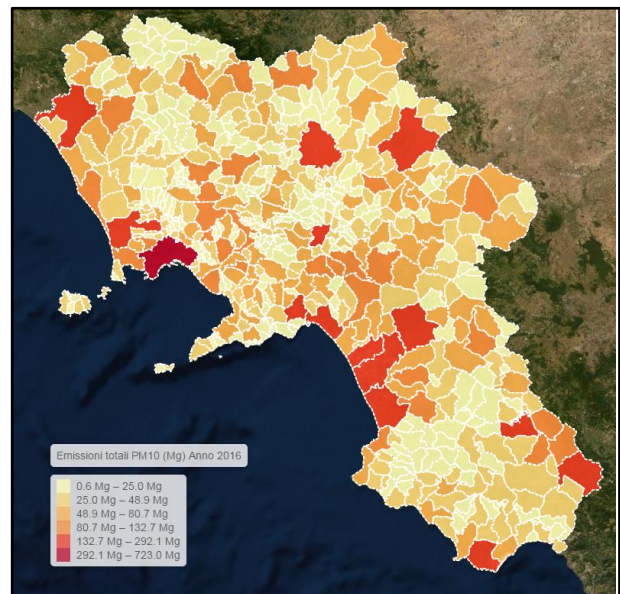 Emissioni totali PM10 (Mg) Anno 2016
0.6 Mg – 25.0 Mg
25.0 Mg – 48.9 Mg
48.9 Mg – 80.7 Mg
80.7 Mg – 132.7 Mg
132.7 Mg – 292.1 Mg
292.1 Mg – 723.0 Mg